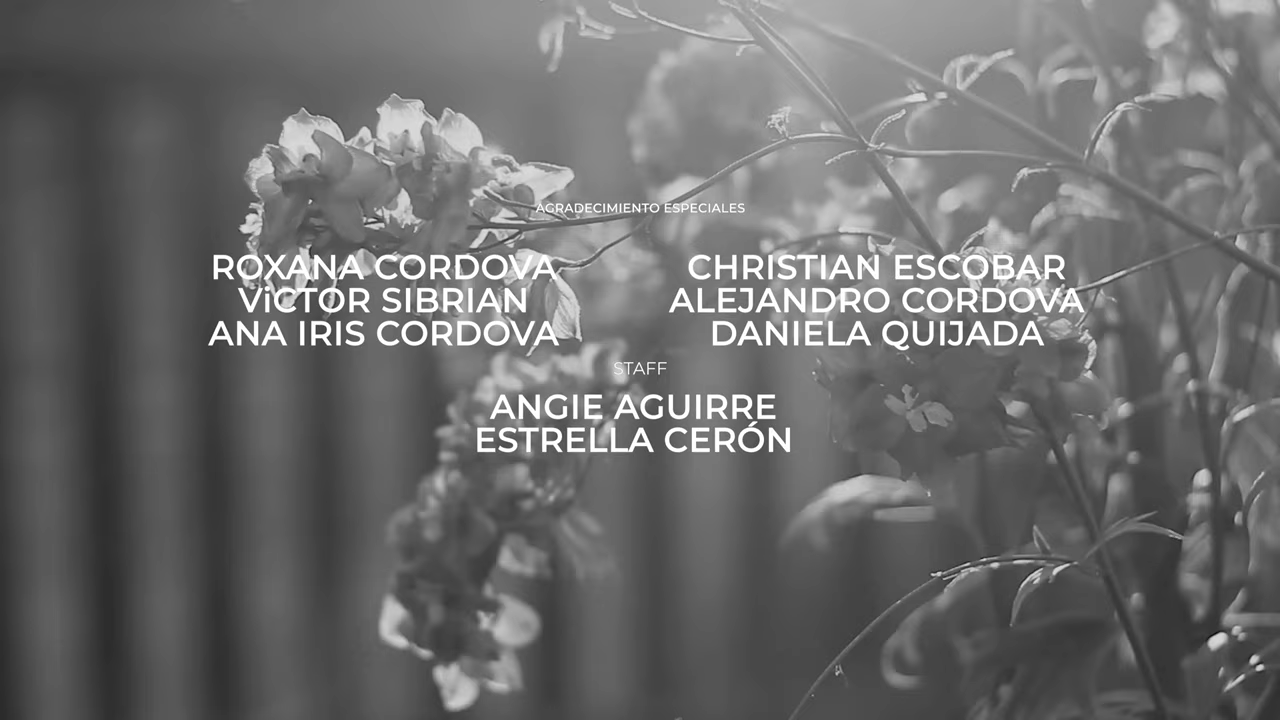 AGRADECIMIENTO ESPECIALES
ROXANA CORDOVA
ViCTOR SIBRIAN
ANA IRIS CORDOVA
CHRISTIAN ESCOBAR
ALEJANDRO CORDOVA
DANIELA QUIJADA
STAFF
ANGIE AGUIRRE
ESTRELLA CERÓN